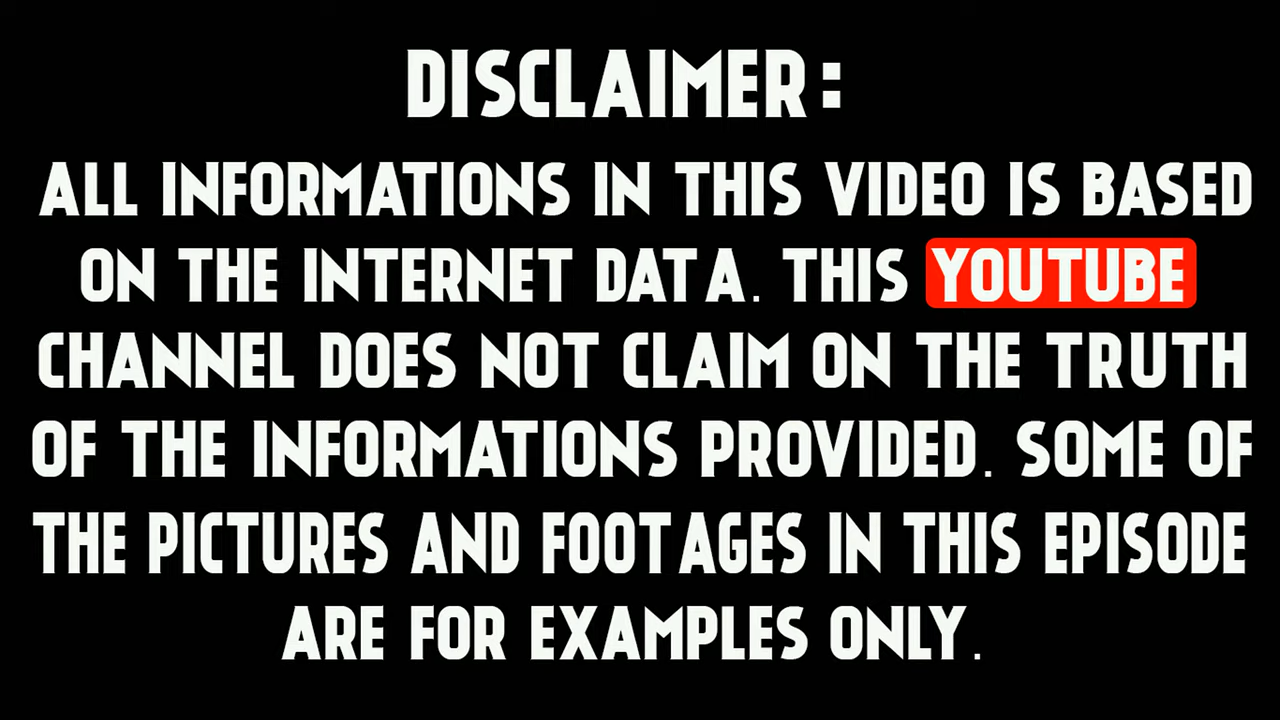 DISCLAIMER:
ALL INFORMATIONS IN THIS VIDEO IS BASED
ON THE INTERNET DATA. THIS YOUTUBE
CHANNEL DOES NOT CLAIM ON THE TRUTH
OF THE INFORMATIONS PROVIDED. SOME OF
THE PICTURES AND FOOTAGES IN THIS EPISODE
ARE FOR EXAMPLES ONLY.